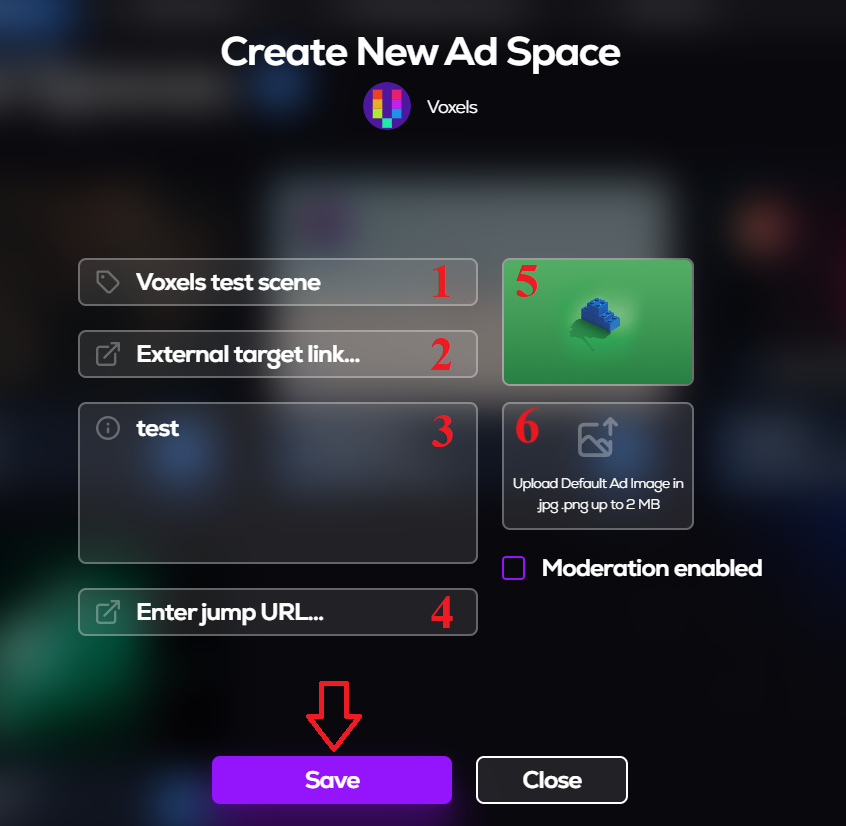 Create New Ad Space
Voxels
Voxels test scene 1
External target link... 2
test 3
Enter jump URL... 4
5
6
Upload Default Ad Image in
.jpg .png up to 2 MB
Moderation enabled
Save
Close